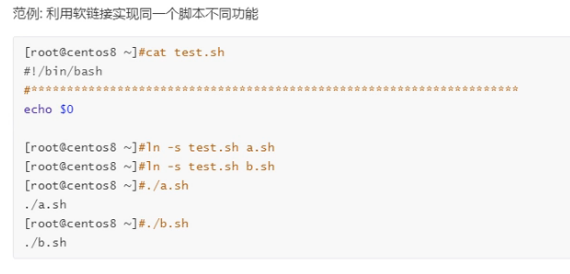 范例: 利用软链接实现同一个脚本不同功能
[root@centos8 ~]#cat test.sh
#!/bin/bash
#********************************************************************
echo $0
[root@centos8 ~]#ln -s test.sh a.sh
[root@centos8 ~]#ln -s test.sh b.sh
[root@centos8 ~]#./a.sh
./a.sh
[root@centos8 ~]#./b.sh
./b.sh